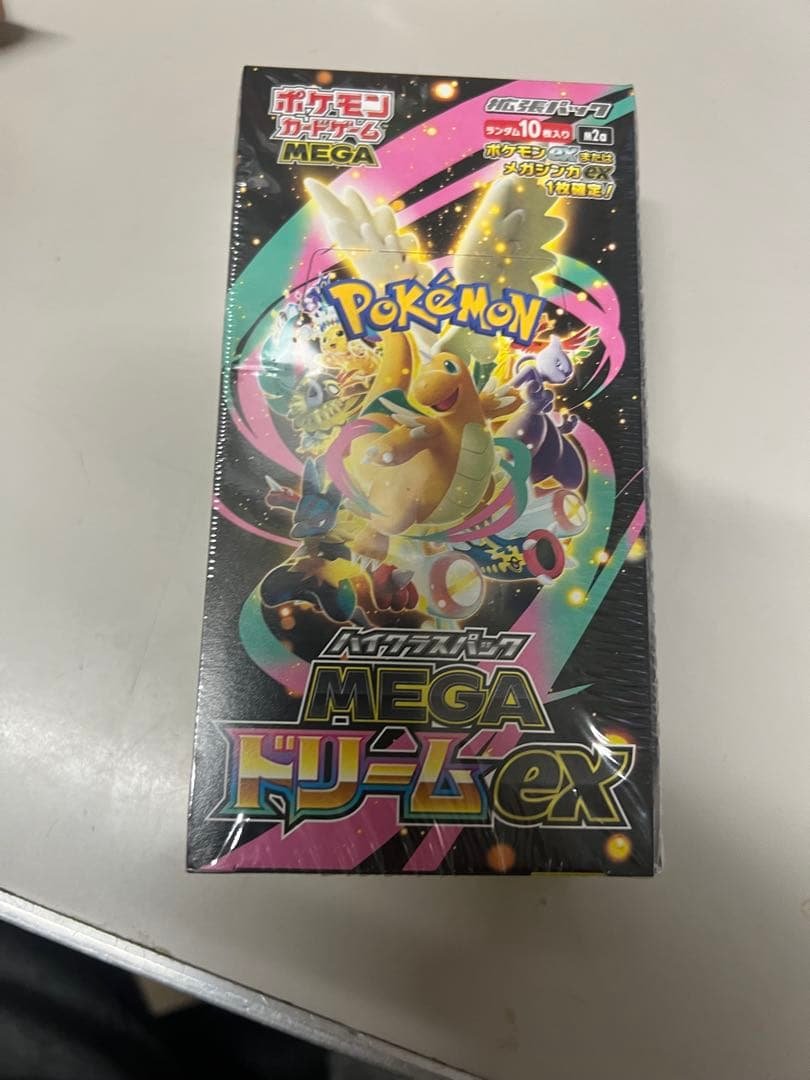 ポケモン
カードゲーム
MEGA
拡張パック
ランダム10枚入り
M2a
ポケモンexまたは
メガシンカex
1枚確定!
POKéMON
ハイクラスパック
MEGA
ドリームex